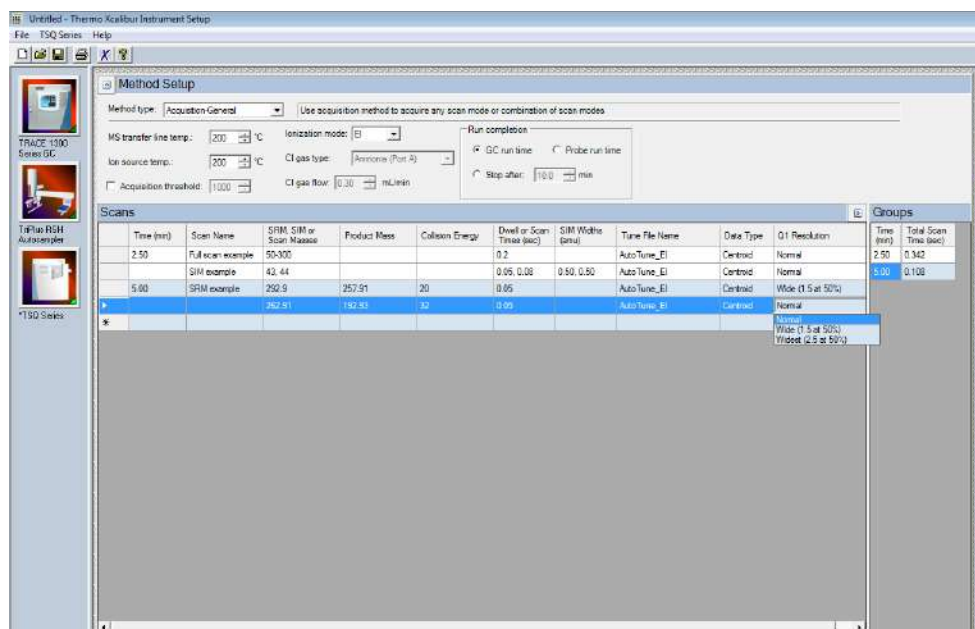 Untitled - Thermo Xcalibur Instrument Setup
File TSQ Series Help
Method Setup
Method type: Acquisition-General Use acquisition method to acquire any scan mode or combination of scan modes
MS transfer line temp.: 200 °C Ionization mode: EI Run completion
GC run time Probe run time
Ion source temp.: 200 °C CI gas type: Ammonia (Port A)
Stop after: 10.0 min
Acquisition threshold: 1000 CI gas flow: 0.30 mL/min
TRACE 1300
Series GC
TriPlus RSH
Autosampler
*TSQ Series
Scans Groups
Time (min) Scan Name SRM, SIM or Scan Masses Product Mass Collision Energy Dwell or Scan Times (sec) SIM Widths (amu) Tune File Name Data Type Q1 Resolution Time (min) Total Scan Time (sec)
2.50 Full scan example 50-300 0.2 AutoTune_EI Centroid Normal 2.50 0.342
SIM example 43, 44 0.05, 0.08 0.50, 0.50 AutoTune_EI Centroid Normal 5.00 0.108
5.00 SRM example 292.9 257.91 20 0.05 AutoTune_EI Centroid Wide (1.5 at 50%)
262.91 192.93 32 0.05 AutoTune_EI Centroid Normal
Normal
Wide (1.5 at 50%)
Widest (2.5 at 50%)